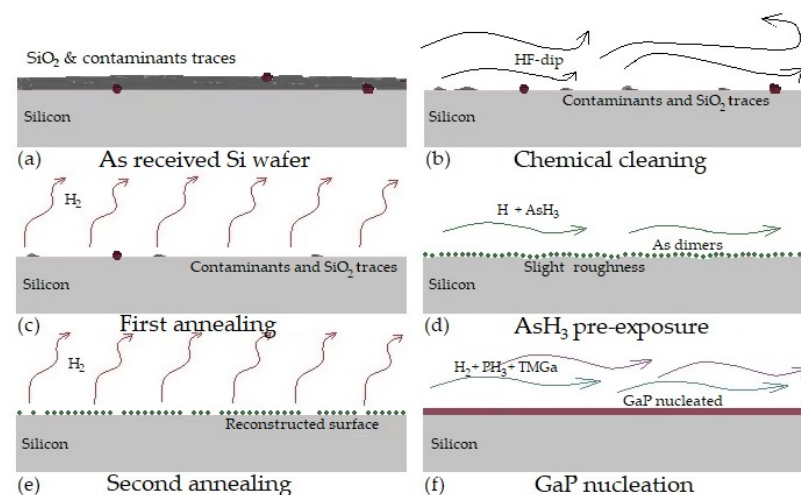 SiO₂ & contaminants traces
Silicon
(a) As received Si wafer
HF-dip
Contaminants and SiO₂ traces
Silicon
(b) Chemical cleaning
H₂
Contaminants and SiO₂ traces
Silicon
(c) First annealing
H + AsH₃
As dimers
Slight roughness
Silicon
(d) AsH₃ pre-exposure
H₂
Reconstructed surface
Silicon
(e) Second annealing
H₂+ PH₃+ TMGa
GaP nucleated
Silicon
(f) GaP nucleation